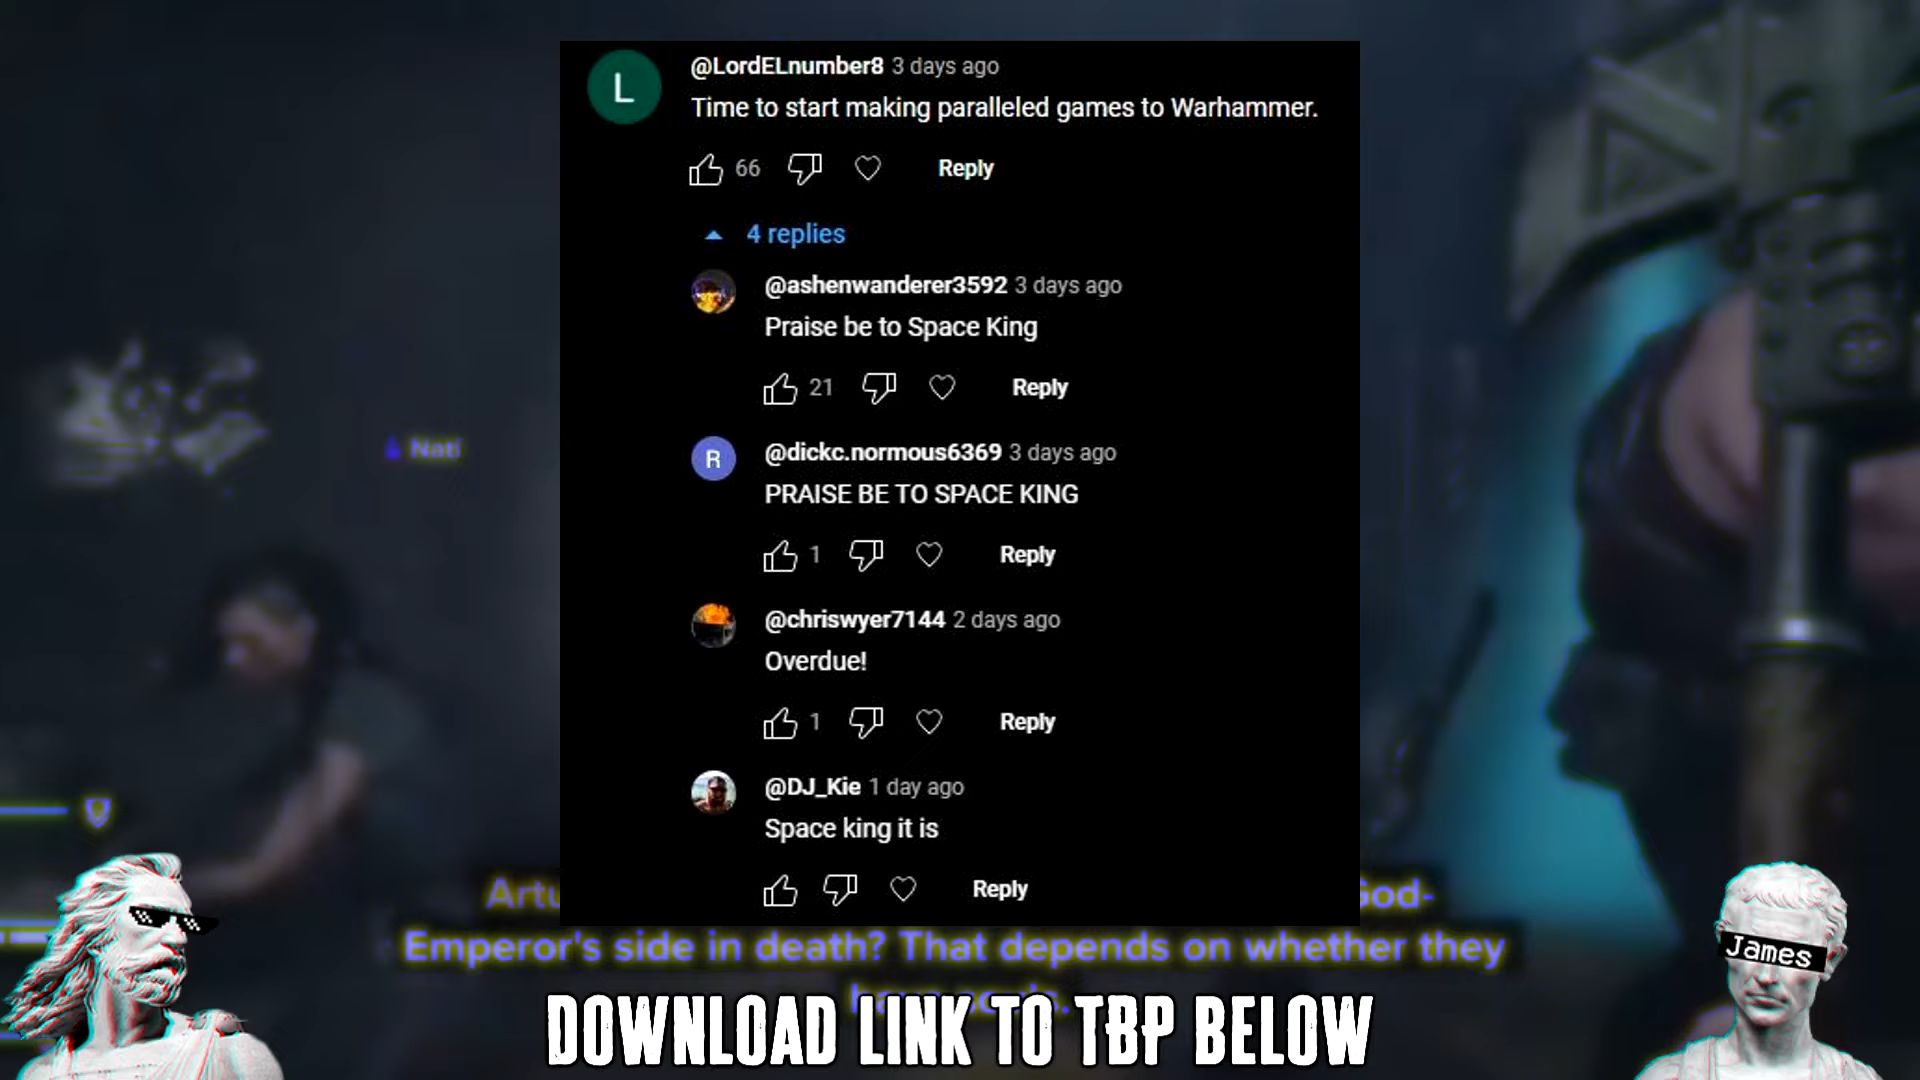 L
@LordELnumber8 3 days ago
Time to start making paralleled games to Warhammer.
66
Reply
4 replies
@ashenwanderer3592 3 days ago
Praise be to Space King
21
Reply
R
@dickc.normous6369 3 days ago
PRAISE BE TO SPACE KING
1
Reply
@chriswyer7144 2 days ago
Overdue!
1
Reply
@DJ_Kie 1 day ago
Space king it is
Reply
Nati
Artu God-
Emperor's side in death? That depends on whether they
James
DOWNLOAD LINK TO TBP BELOW